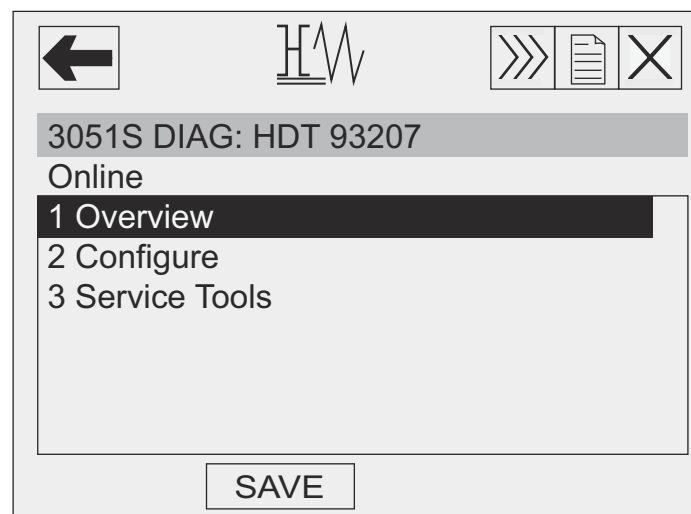 3051S DIAG: HDT 93207
Online
1 Overview
2 Configure
3 Service Tools
SAVE